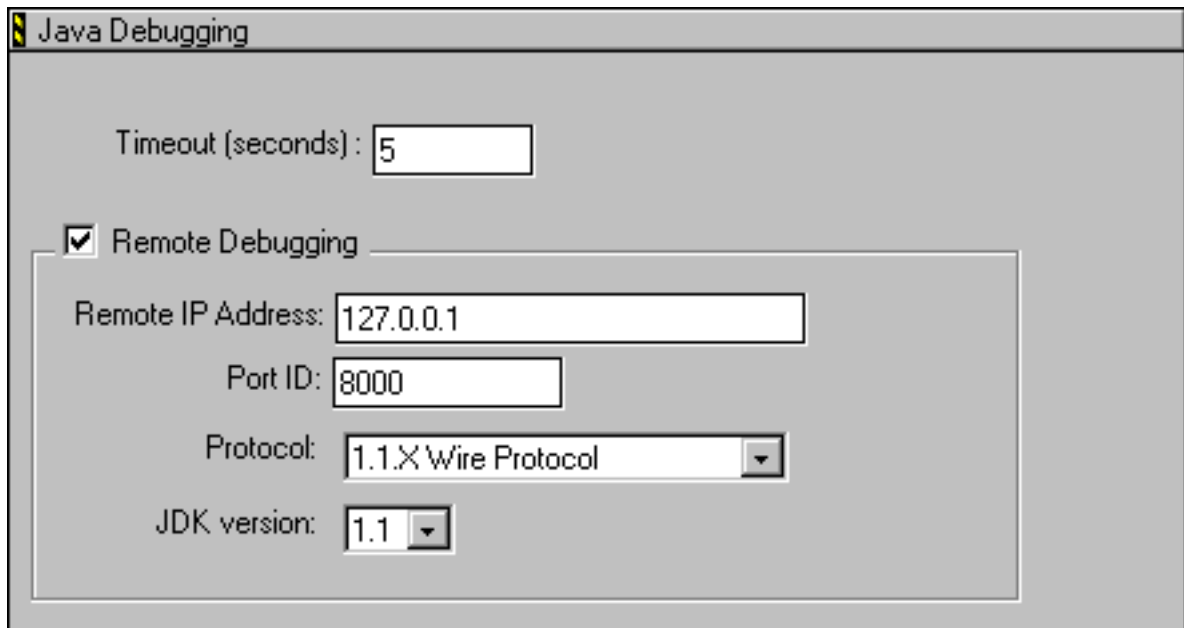 Java Debugging
Timeout (seconds) : 5
Remote Debugging
Remote IP Address: 127.0.0.1
Port ID: 8000
Protocol: 1.1.X Wire Protocol
JDK version: 1.1